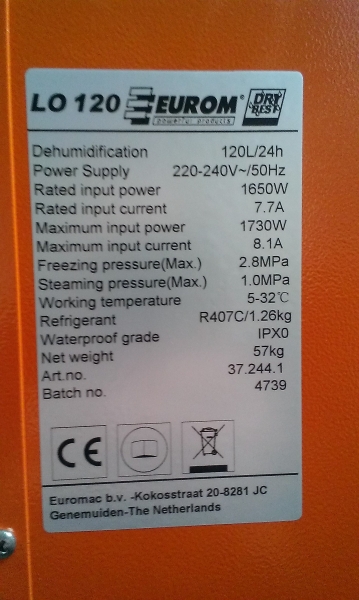 LO 120 EUROM® DRY BEST
powerful products
Dehumidification 120L/24h
Power Supply 220-240V~/50Hz
Rated input power 1650W
Rated input current 7.7A
Maximum input power 1730W
Maximum input current 8.1A
Freezing pressure(Max.) 2.8MPa
Steaming pressure(Max.) 1.0MPa
Working temperature 5-32℃
Refrigerant R407C/1.26kg
Waterproof grade IPX0
Net weight 57kg
Art.no. 37.244.1
Batch no. 4739
CE
Euromac b.v. -Kokosstraat 20-8281 JC
Genemuiden-The Netherlands